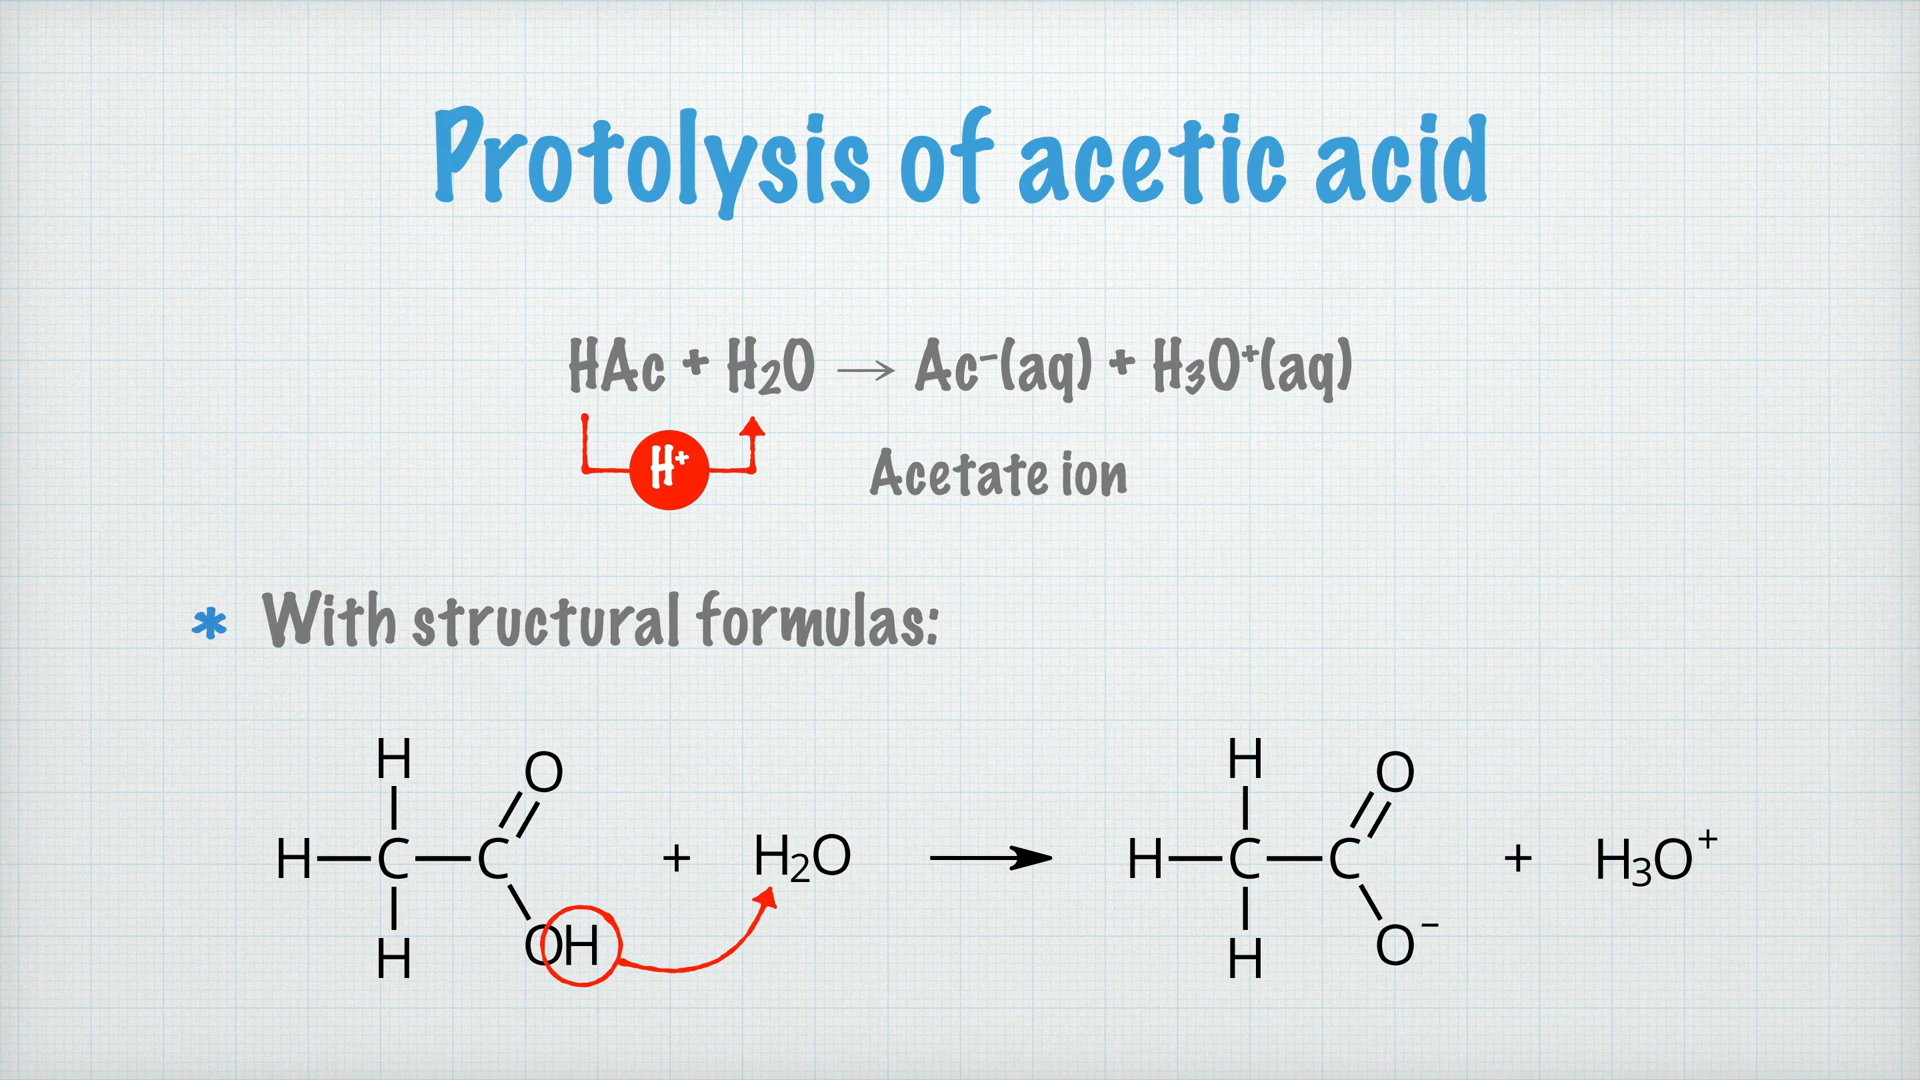 Protolysis of acetic acid
HAc + H₂O → Ac⁻(aq) + H₃O⁺(aq)
H⁺
Acetate ion
* With structural formulas:
H O H O
H C C + H₂O → H C C + H₃O⁺
H OH H O⁻